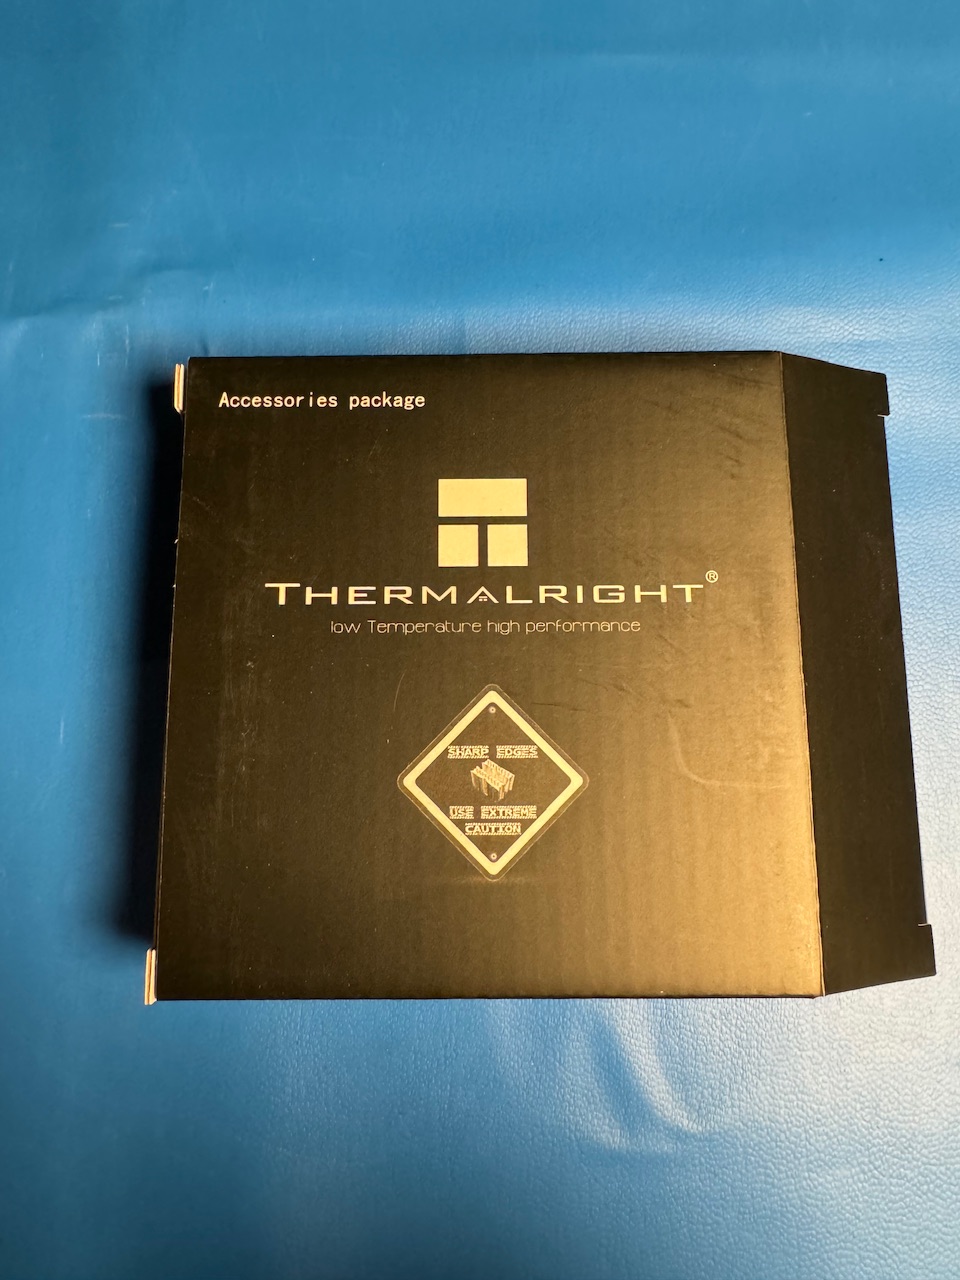 Accessories package
THERMALRIGHT®
low Temperature high performance
SHARP EDGES
USE EXTREME
CAUTION